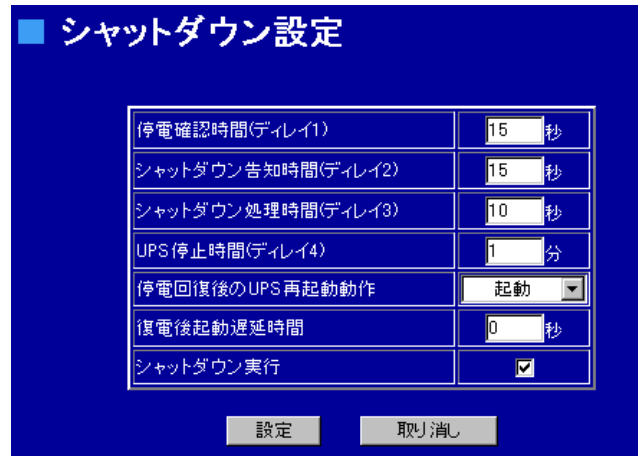 シャットダウン設定
停電確認時間(ディレイ1) 15 秒
シャットダウン告知時間(ディレイ2) 15 秒
シャットダウン処理時間(ディレイ3) 10 秒
UPS停止時間(ディレイ4) 1 分
停電回復後のUPS再起動動作 起動
復電後起動遅延時間 0 秒
シャットダウン実行
設定 取り消し